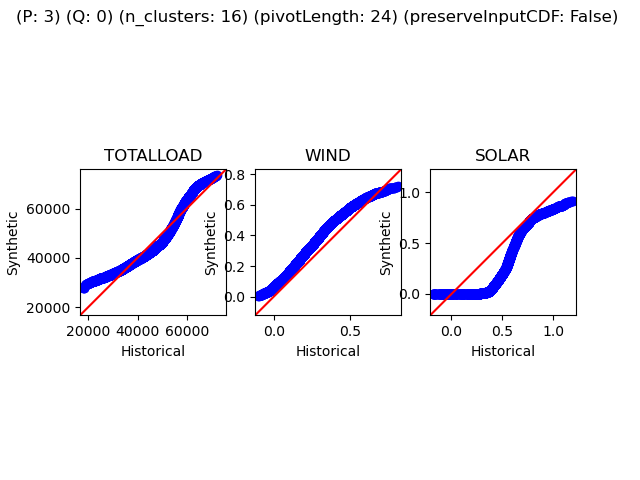 (P: 3) (Q: 0) (n_clusters: 16) (pivotLength: 24) (preserveInputCDF: False)
TOTALLOAD
WIND
SOLAR
Synthetic
60000
40000
20000
20000
40000
60000
Historical
Synthetic
0.8
0.6
0.4
0.2
0.0
0.0
0.5
Historical
Synthetic
1.0
0.5
0.0
0.0
0.5
1.0
Historical